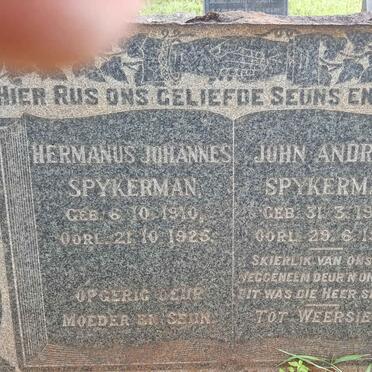 HIER RUS ONS GELIEFDE SEUNS EN
HERMANUS JOHANNES
SPYKERMAN,
GEB. 6. 10. 1910,
OORL. 21. 10. 1925.
OPGERIG DEUR
MOEDER EN SEUN.
JOHN ANDR
SPYKERMA
GEB. 31. 3. 19
OORL. 29. 6. 1
SKIERLIK VAN ONS
WEGGENEEM DEUR 'N ON
DIT WAS DIE HEER S
TOT WEERSIE